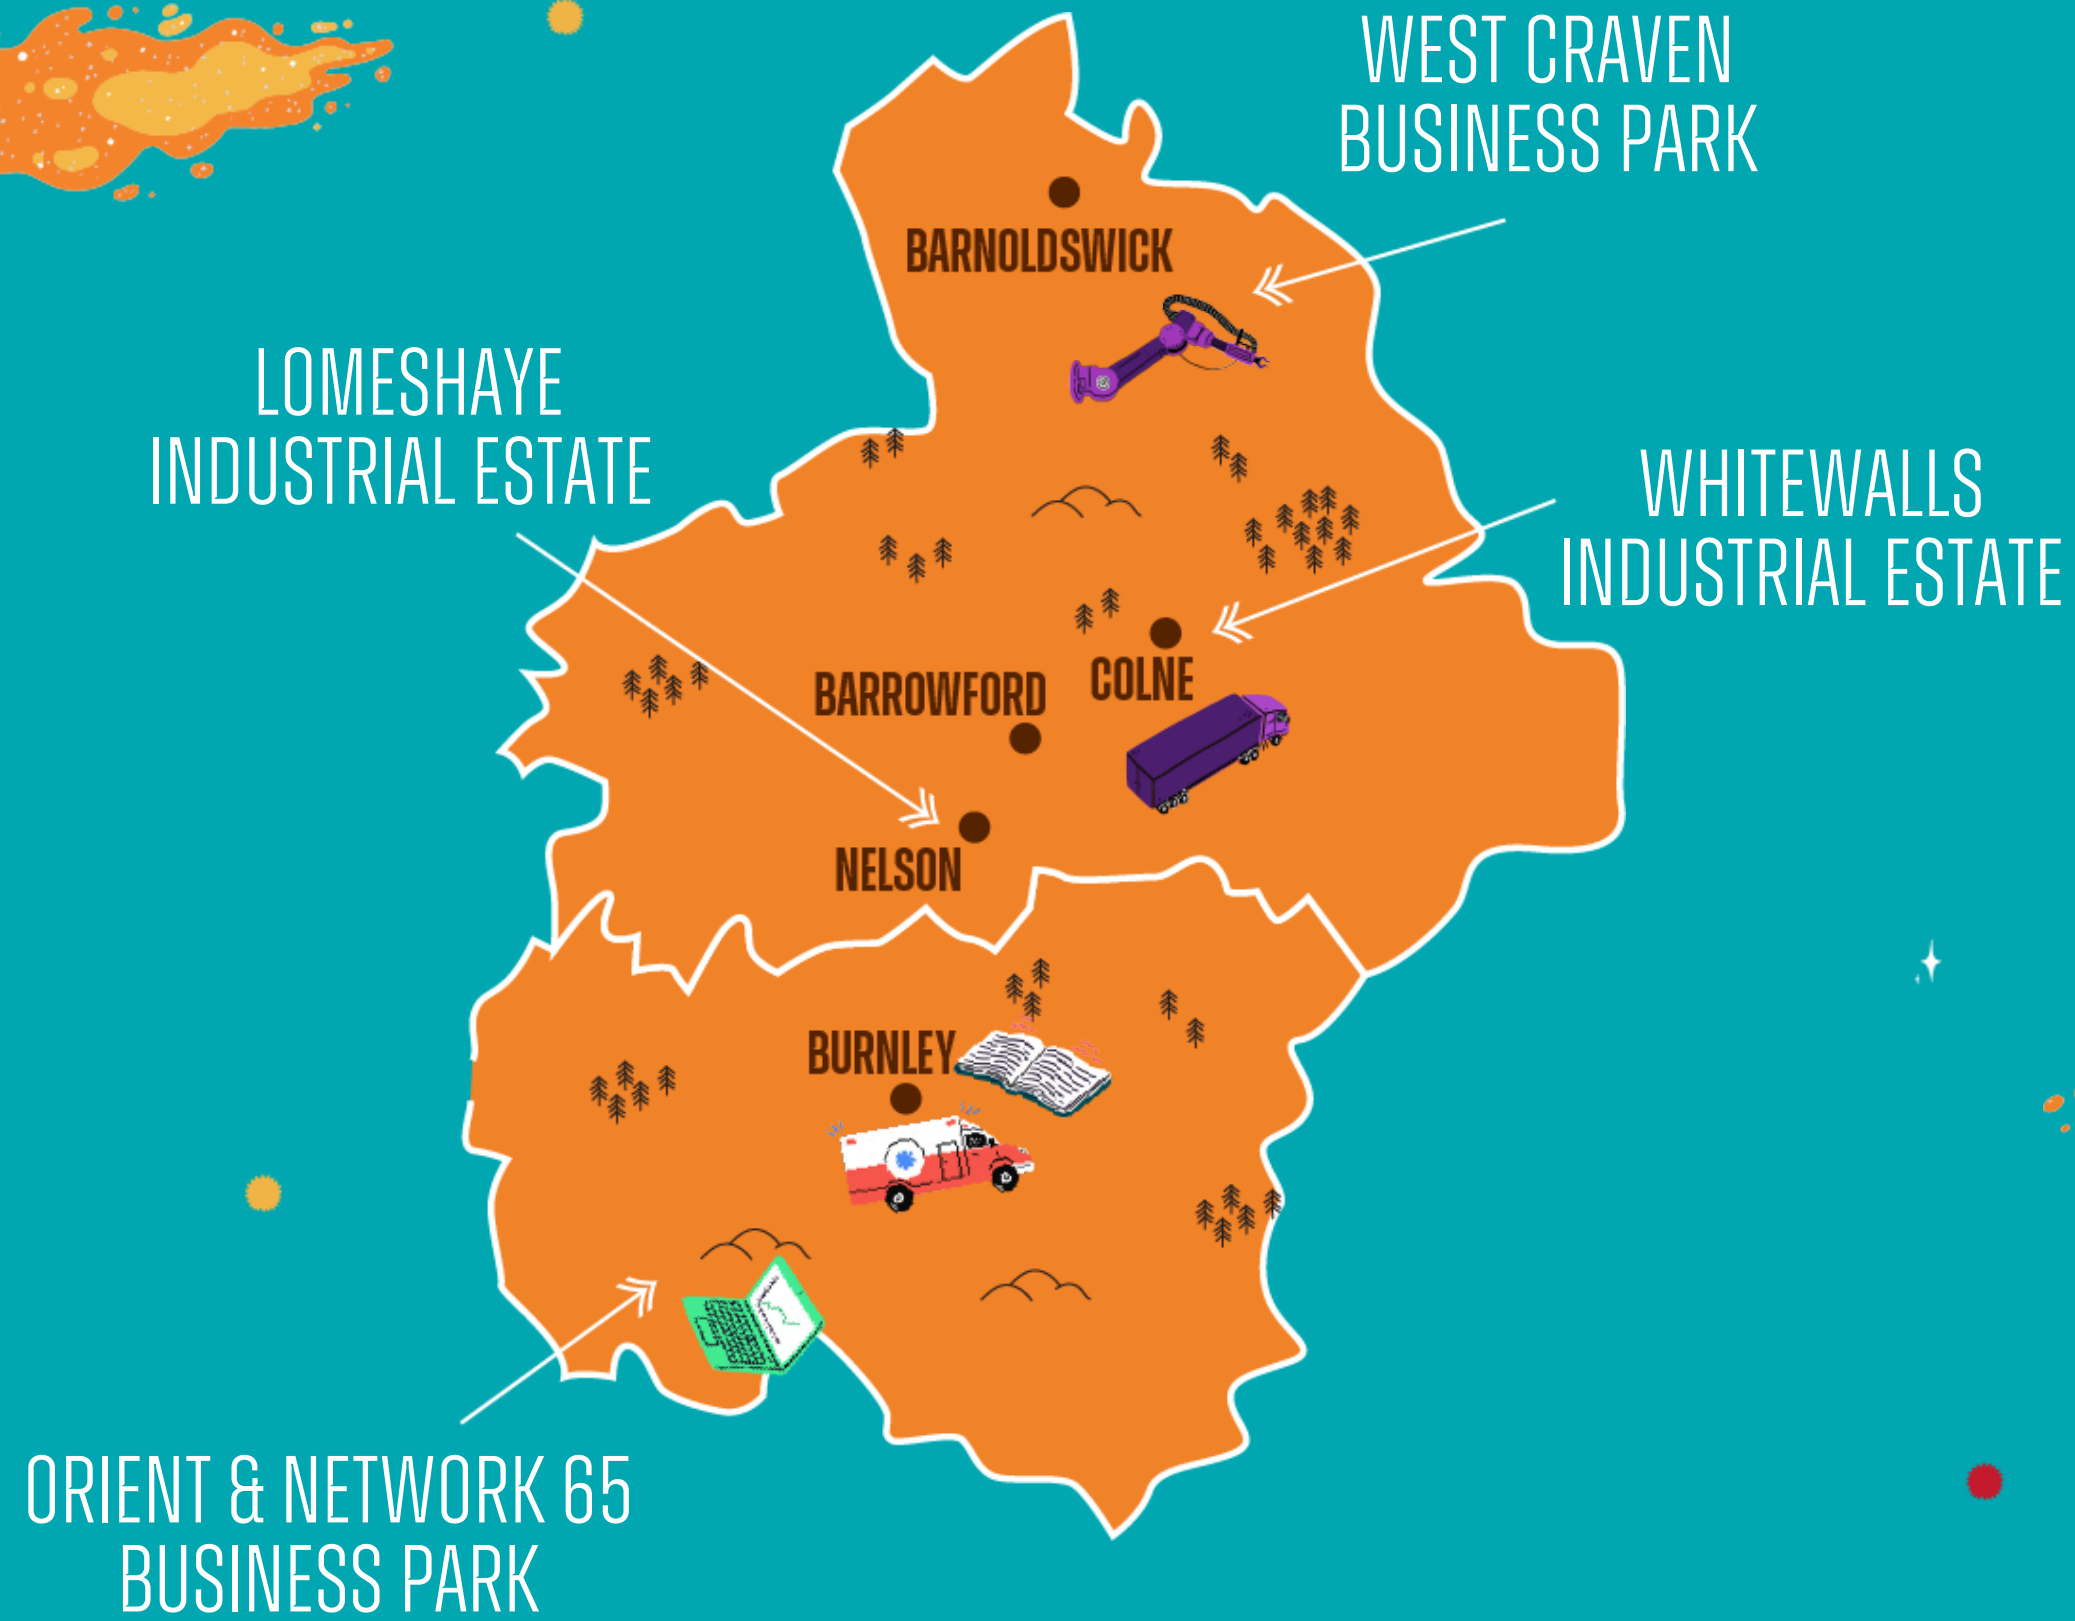 WEST CRAVEN
BUSINESS PARK
BARNOLDSWICK
LOMESHAYE
INDUSTRIAL ESTATE
WHITEWALLS
INDUSTRIAL ESTATE
COLNE
BARROWFORD
NELSON
BURNLEY
ORIENT & NETWORK 65
BUSINESS PARK